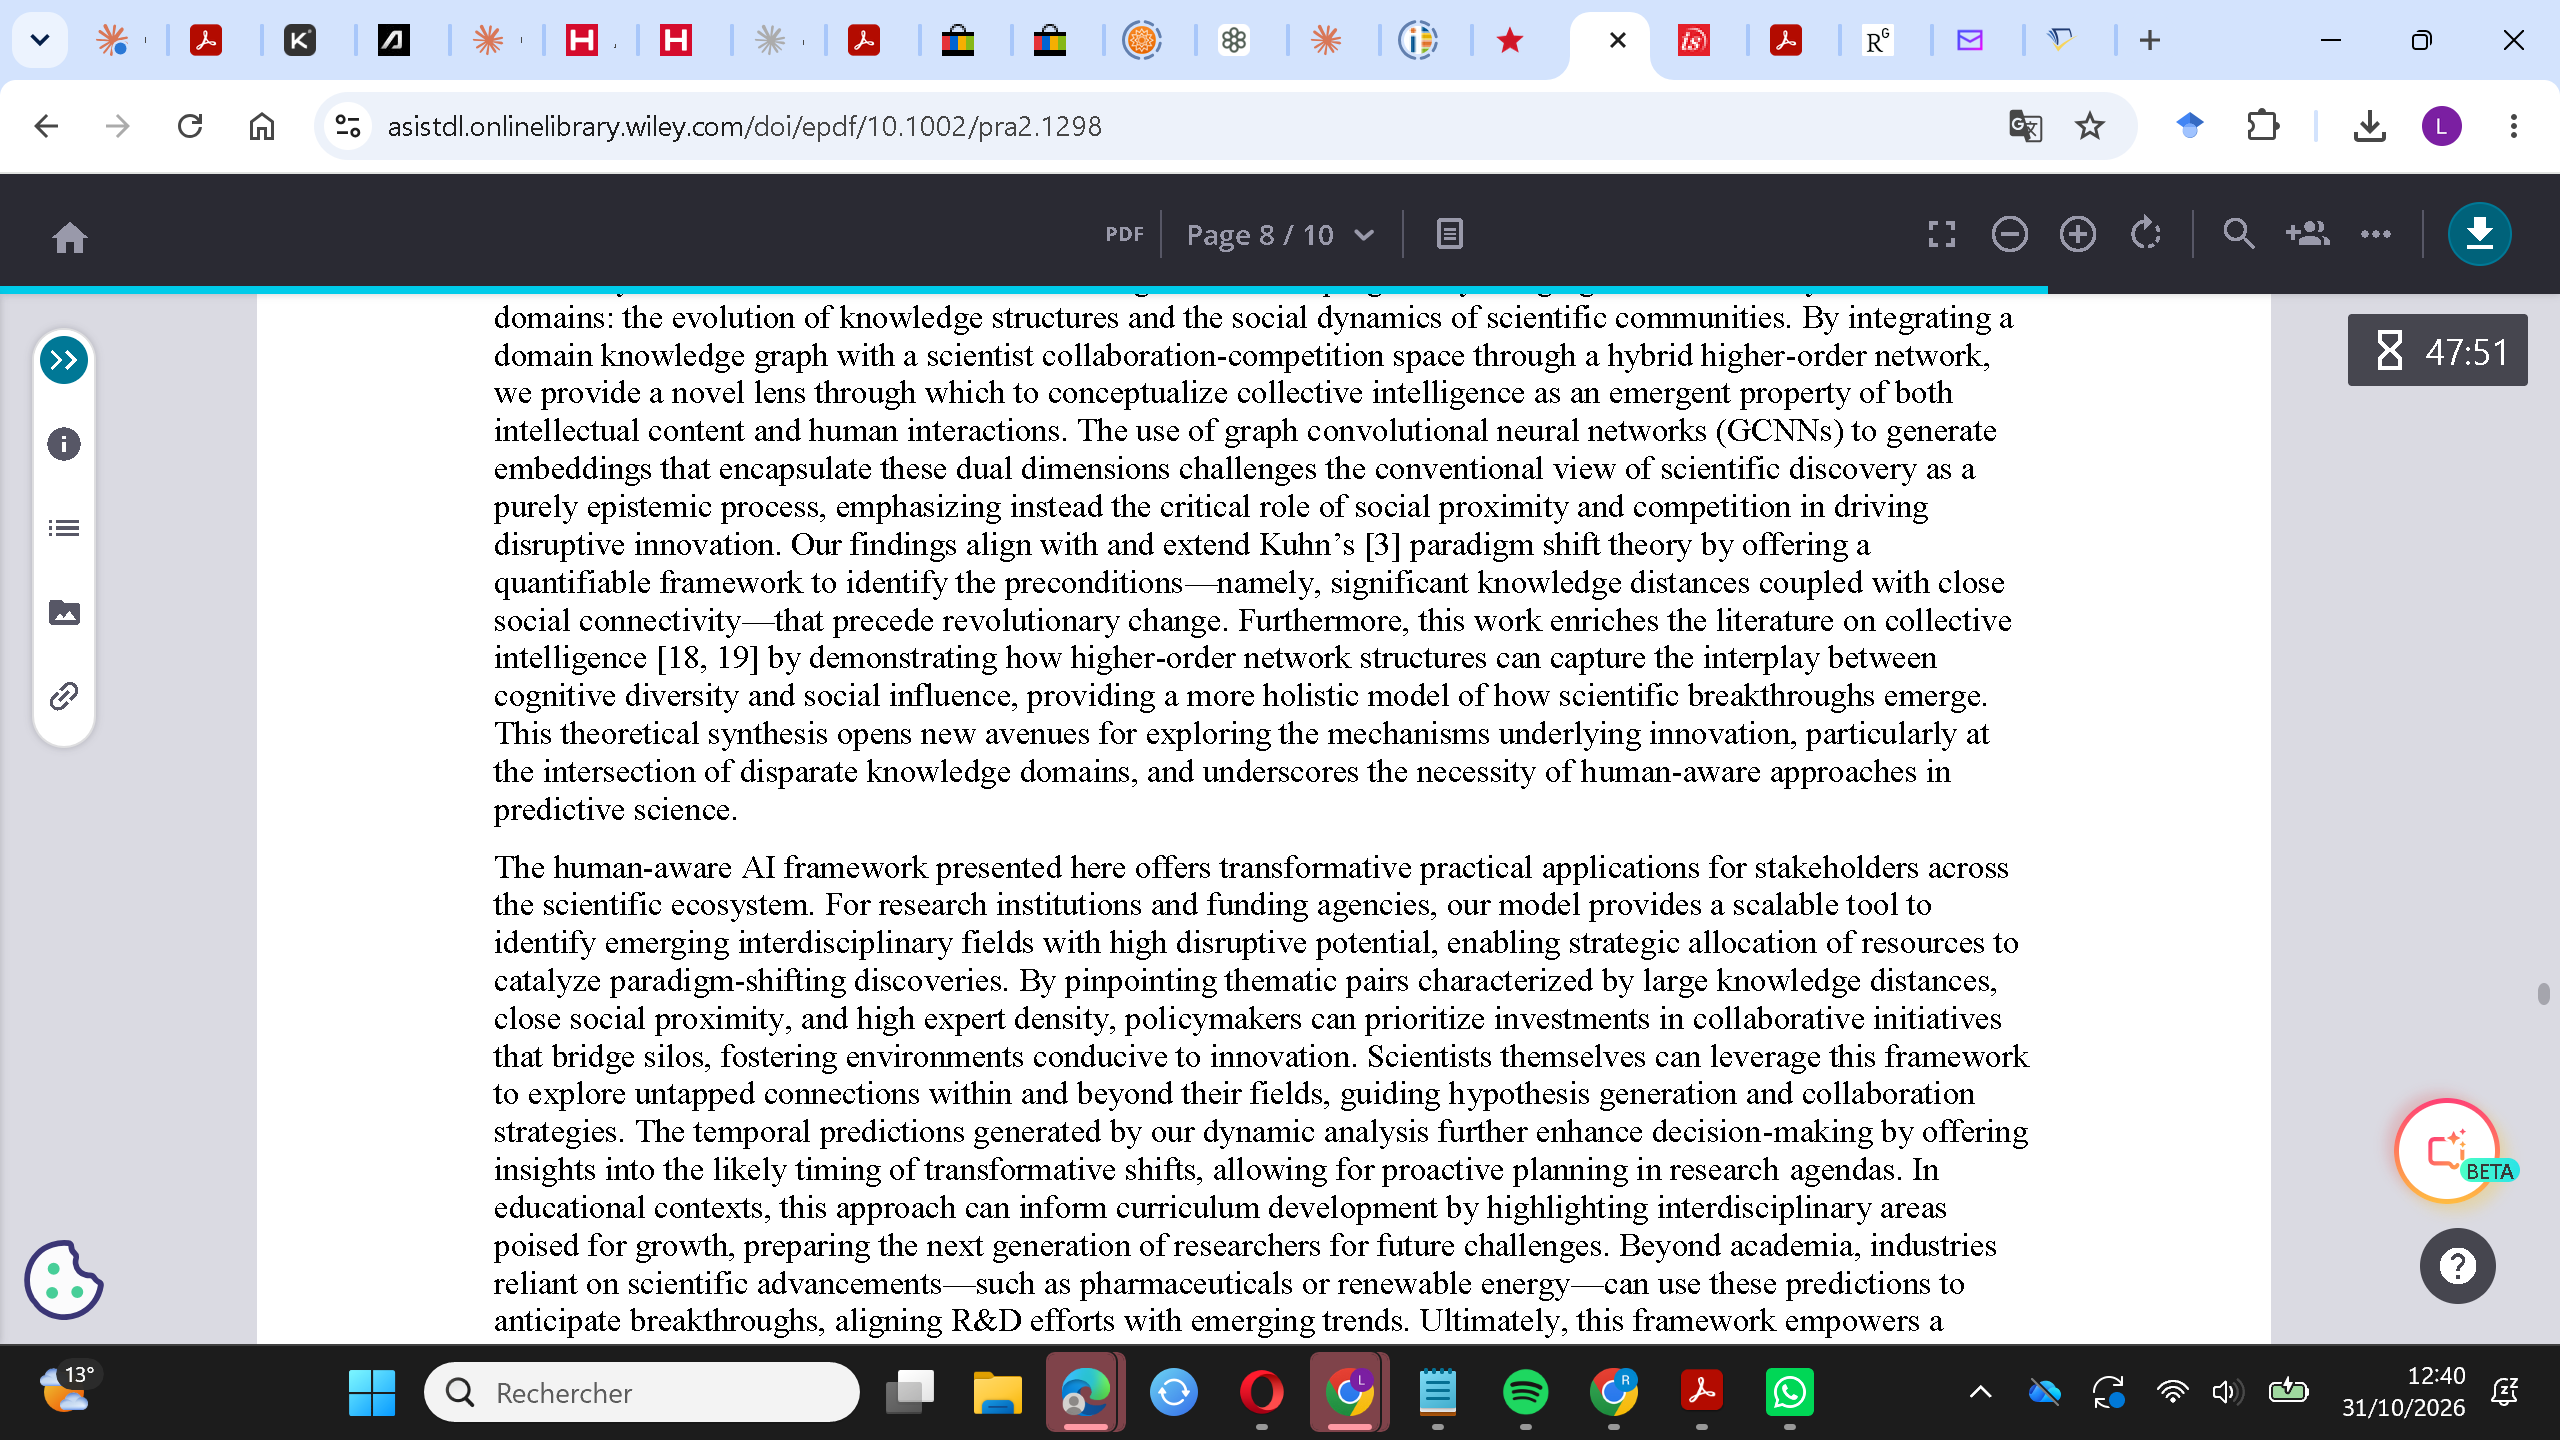 asistdl.onlinelibrary.wiley.com/doi/epdf/10.1002/pra2.1298
L
PDF
Page 8 / 10
47:51
domains: the evolution of knowledge structures and the social dynamics of scientific communities. By integrating a
domain knowledge graph with a scientist collaboration-competition space through a hybrid higher-order network,
we provide a novel lens through which to conceptualize collective intelligence as an emergent property of both
intellectual content and human interactions. The use of graph convolutional neural networks (GCNNs) to generate
embeddings that encapsulate these dual dimensions challenges the conventional view of scientific discovery as a
purely epistemic process, emphasizing instead the critical role of social proximity and competition in driving
disruptive innovation. Our findings align with and extend Kuhn’s [3] paradigm shift theory by offering a
quantifiable framework to identify the preconditions—namely, significant knowledge distances coupled with close
social connectivity—that precede revolutionary change. Furthermore, this work enriches the literature on collective
intelligence [18, 19] by demonstrating how higher-order network structures can capture the interplay between
cognitive diversity and social influence, providing a more holistic model of how scientific breakthroughs emerge.
This theoretical synthesis opens new avenues for exploring the mechanisms underlying innovation, particularly at
the intersection of disparate knowledge domains, and underscores the necessity of human-aware approaches in
predictive science.
The human-aware AI framework presented here offers transformative practical applications for stakeholders across
the scientific ecosystem. For research institutions and funding agencies, our model provides a scalable tool to
identify emerging interdisciplinary fields with high disruptive potential, enabling strategic allocation of resources to
catalyze paradigm-shifting discoveries. By pinpointing thematic pairs characterized by large knowledge distances,
close social proximity, and high expert density, policymakers can prioritize investments in collaborative initiatives
that bridge silos, fostering environments conducive to innovation. Scientists themselves can leverage this framework
to explore untapped connections within and beyond their fields, guiding hypothesis generation and collaboration
strategies. The temporal predictions generated by our dynamic analysis further enhance decision-making by offering
insights into the likely timing of transformative shifts, allowing for proactive planning in research agendas. In
educational contexts, this approach can inform curriculum development by highlighting interdisciplinary areas
poised for growth, preparing the next generation of researchers for future challenges. Beyond academia, industries
reliant on scientific advancements—such as pharmaceuticals or renewable energy—can use these predictions to
anticipate breakthroughs, aligning R&D efforts with emerging trends. Ultimately, this framework empowers a
BETA
13°
Rechercher
12:40
31/10/2026